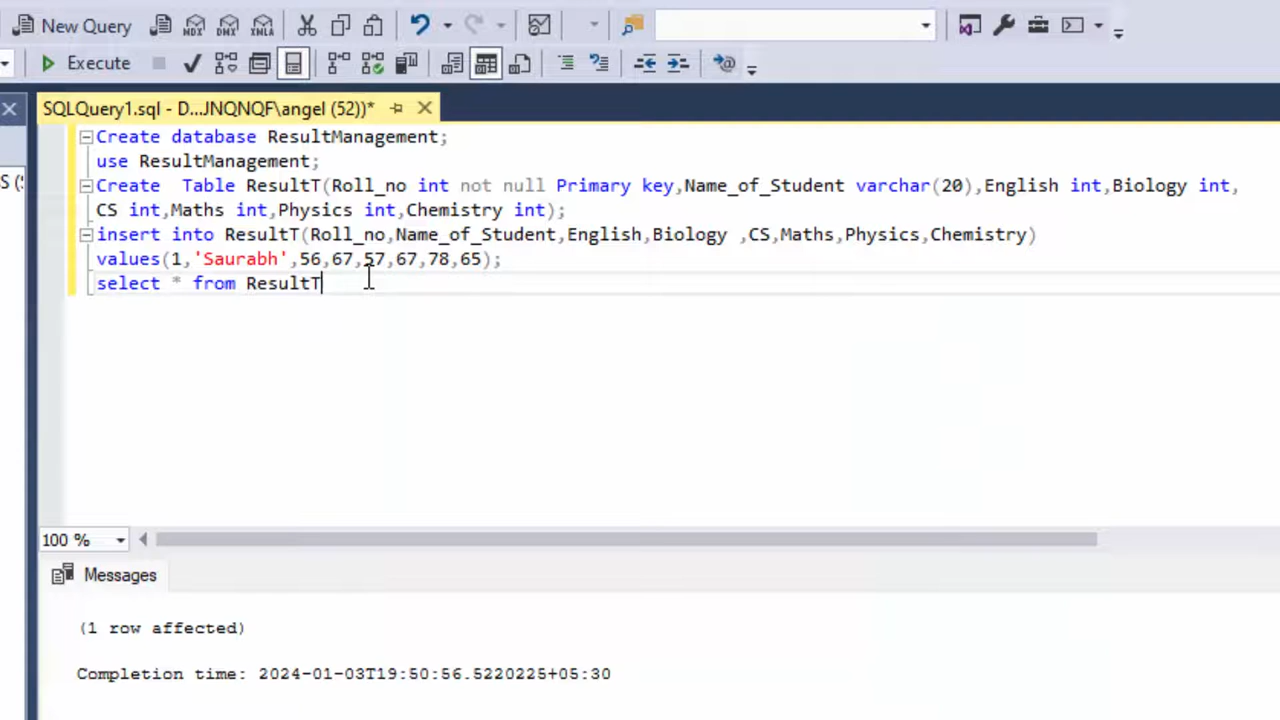 New Query
MDX DMX XMLA
Execute
SQLQuery1.sql - D...JNQNQF\angel (52))*
Create database ResultManagement;
use ResultManagement;
Create  Table ResultT(Roll_no int not null Primary key,Name_of_Student varchar(20),English int,Biology int,
CS int,Maths int,Physics int,Chemistry int);
insert into ResultT(Roll_no,Name_of_Student,English,Biology ,CS,Maths,Physics,Chemistry)
values(1,'Saurabh',56,67,57,67,78,65);
select * from ResultT
100 %
Messages
(1 row affected)
Completion time: 2024-01-03T19:50:56.5220225+05:30